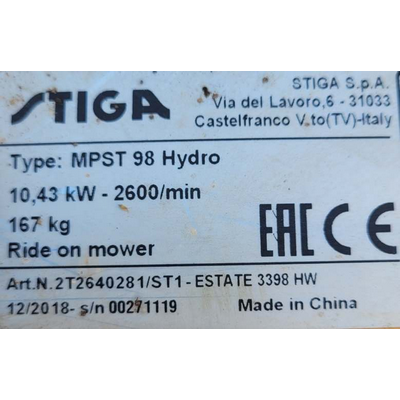 STIGA
STIGA S.p.A.
Via del Lavoro,6 - 31033
Castelfranco V.to(TV)-Italy
Type: MPST 98 Hydro
10,43 kW - 2600/min
167 kg
Ride on mower
EAC CE
Art.N.2T2640281/ST1-ESTATE 3398 HW
12/2018- s/n 00271119
Made in China